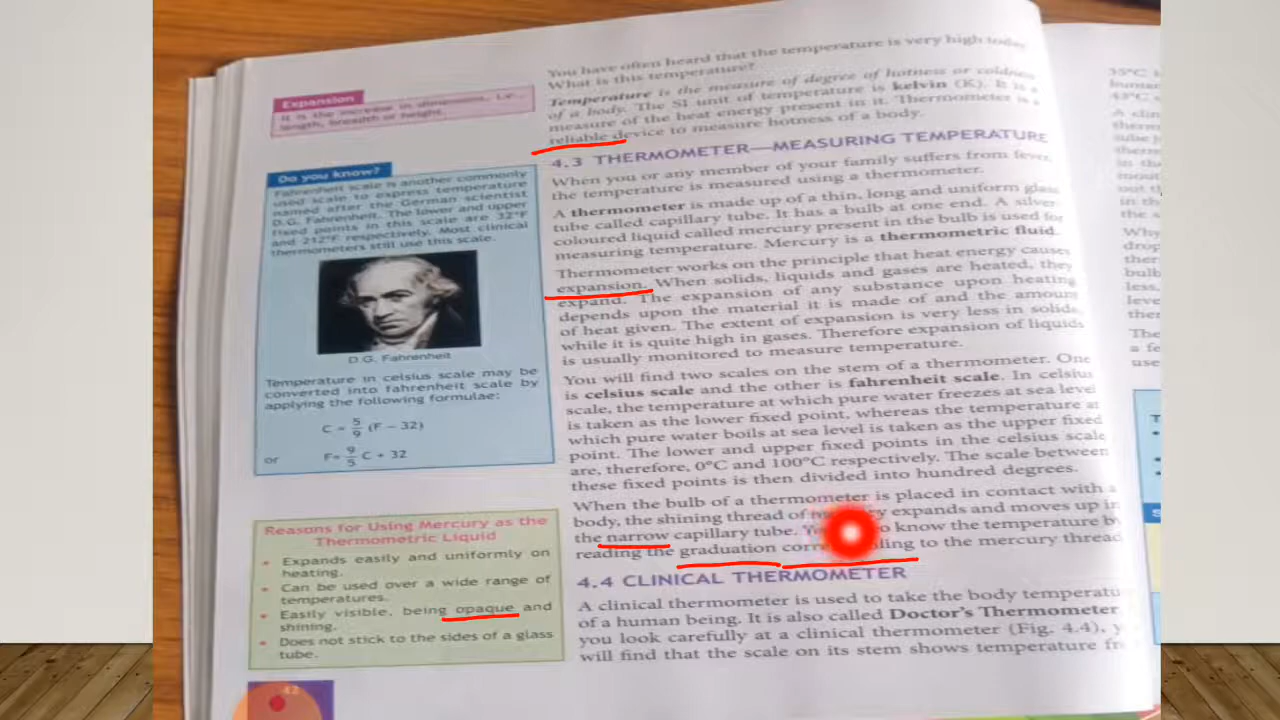 Expansion
It is the increase in dimension, i.e.,
length, breadth or height.
Do you know?
Fahrenheit scale is another commonly
used scale to express temperature
named after the German scientist
D.G. Fahrenheit. The lower and upper
fixed points in this scale are 32°F
and 212°F respectively. Most clinical
thermometers still use this scale.
D.G. Fahrenheit
Temperature in celsius scale may be
converted into fahrenheit scale by
applying the following formulae:
C = 5/9 (F − 32)
or F= 9/5 C + 32
Reasons for Using Mercury as the
Thermometric Liquid
• Expands easily and uniformly on
heating.
• Can be used over a wide range of
temperatures.
• Easily visible, being opaque and
shining.
• Does not stick to the sides of a glass
tube.
42
You have often heard that the temperature is very high today
What is this temperature?
Temperature is the measure of degree of hotness or coldness
of a body. The SI unit of temperature is kelvin (K). It is a
measure of the heat energy present in it. Thermometer is a
reliable device to measure hotness of a body.
4.3 THERMOMETER—MEASURING TEMPERATURE
When you or any member of your family suffers from fever,
the temperature is measured using a thermometer.
A thermometer is made up of a thin, long and uniform glass
tube called capillary tube. It has a bulb at one end. A silver
coloured liquid called mercury present in the bulb is used for
measuring temperature. Mercury is a thermometric fluid.
Thermometer works on the principle that heat energy causes
expansion. When solids, liquids and gases are heated, they
expand. The expansion of any substance upon heating
depends upon the material it is made of and the amount
of heat given. The extent of expansion is very less in solids,
while it is quite high in gases. Therefore expansion of liquids
is usually monitored to measure temperature.
You will find two scales on the stem of a thermometer. One
is celsius scale and the other is fahrenheit scale. In celsius
scale, the temperature at which pure water freezes at sea level
is taken as the lower fixed point, whereas the temperature at
which pure water boils at sea level is taken as the upper fixed
point. The lower and upper fixed points in the celsius scale
are, therefore, 0°C and 100°C respectively. The scale between
these fixed points is then divided into hundred degrees.
When the bulb of a thermometer is placed in contact with a
body, the shining thread of expands and moves up in
the narrow capillary tube. know the temperature
reading the graduation to the mercury thread
4.4 CLINICAL THERMOMETER
A clinical thermometer is used to take the body
of a human being. It is also called Doctor's Thermometer.
you look carefully at a clinical thermometer (Fig. 4.4),
will find that the scale on its stem shows temperature
35°C
43°C
A
in
the
Why
drop
bulb
less.
leve
The
a fe
use